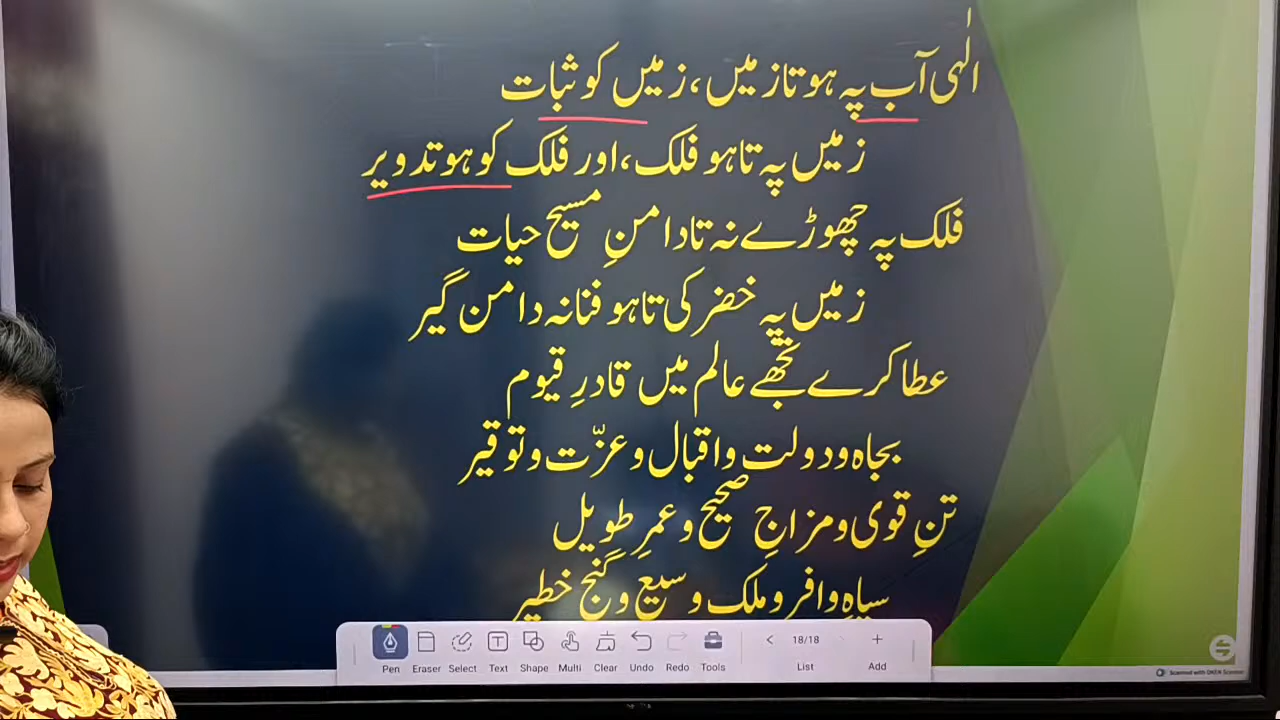 الٰہی آب پہ ہو تا زمیں، زمیں کو ثبات
زمیں پہ تا ہو فلک، اور فلک کو ہو تدویر
فلک پہ چھوڑے نہ تا دامنِ مسیح حیات
زمیں پہ خضر کی تا ہو فنا نہ دامن گیر
عطا کرے تجھے عالم میں قادرِ قیوم
بجاہ و دولت و اقبال و عزّت و توقیر
تنِ قوی و مزاجِ صحیح و عمرِ طویل
سپاہِ وافر و ملک وسیع و گنج خطیر
Pen Eraser Select Text Shape Multi Clear Undo Redo Tools < 18/18 List + Add
Scanned with OKEN Scanner